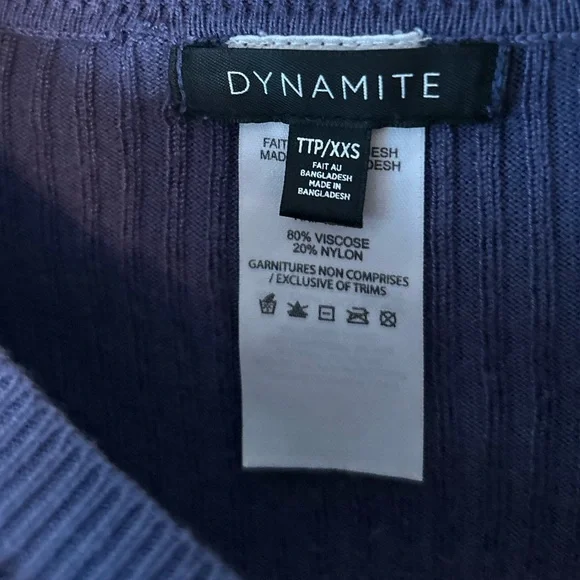 DYNAMITE
TTP/XXS
FAIT AU
BANGLADESH
MADE IN
BANGLADESH
80% VISCOSE
20% NYLON
GARNITURES NON COMPRISES
/ EXCLUSIVE OF TRIMS